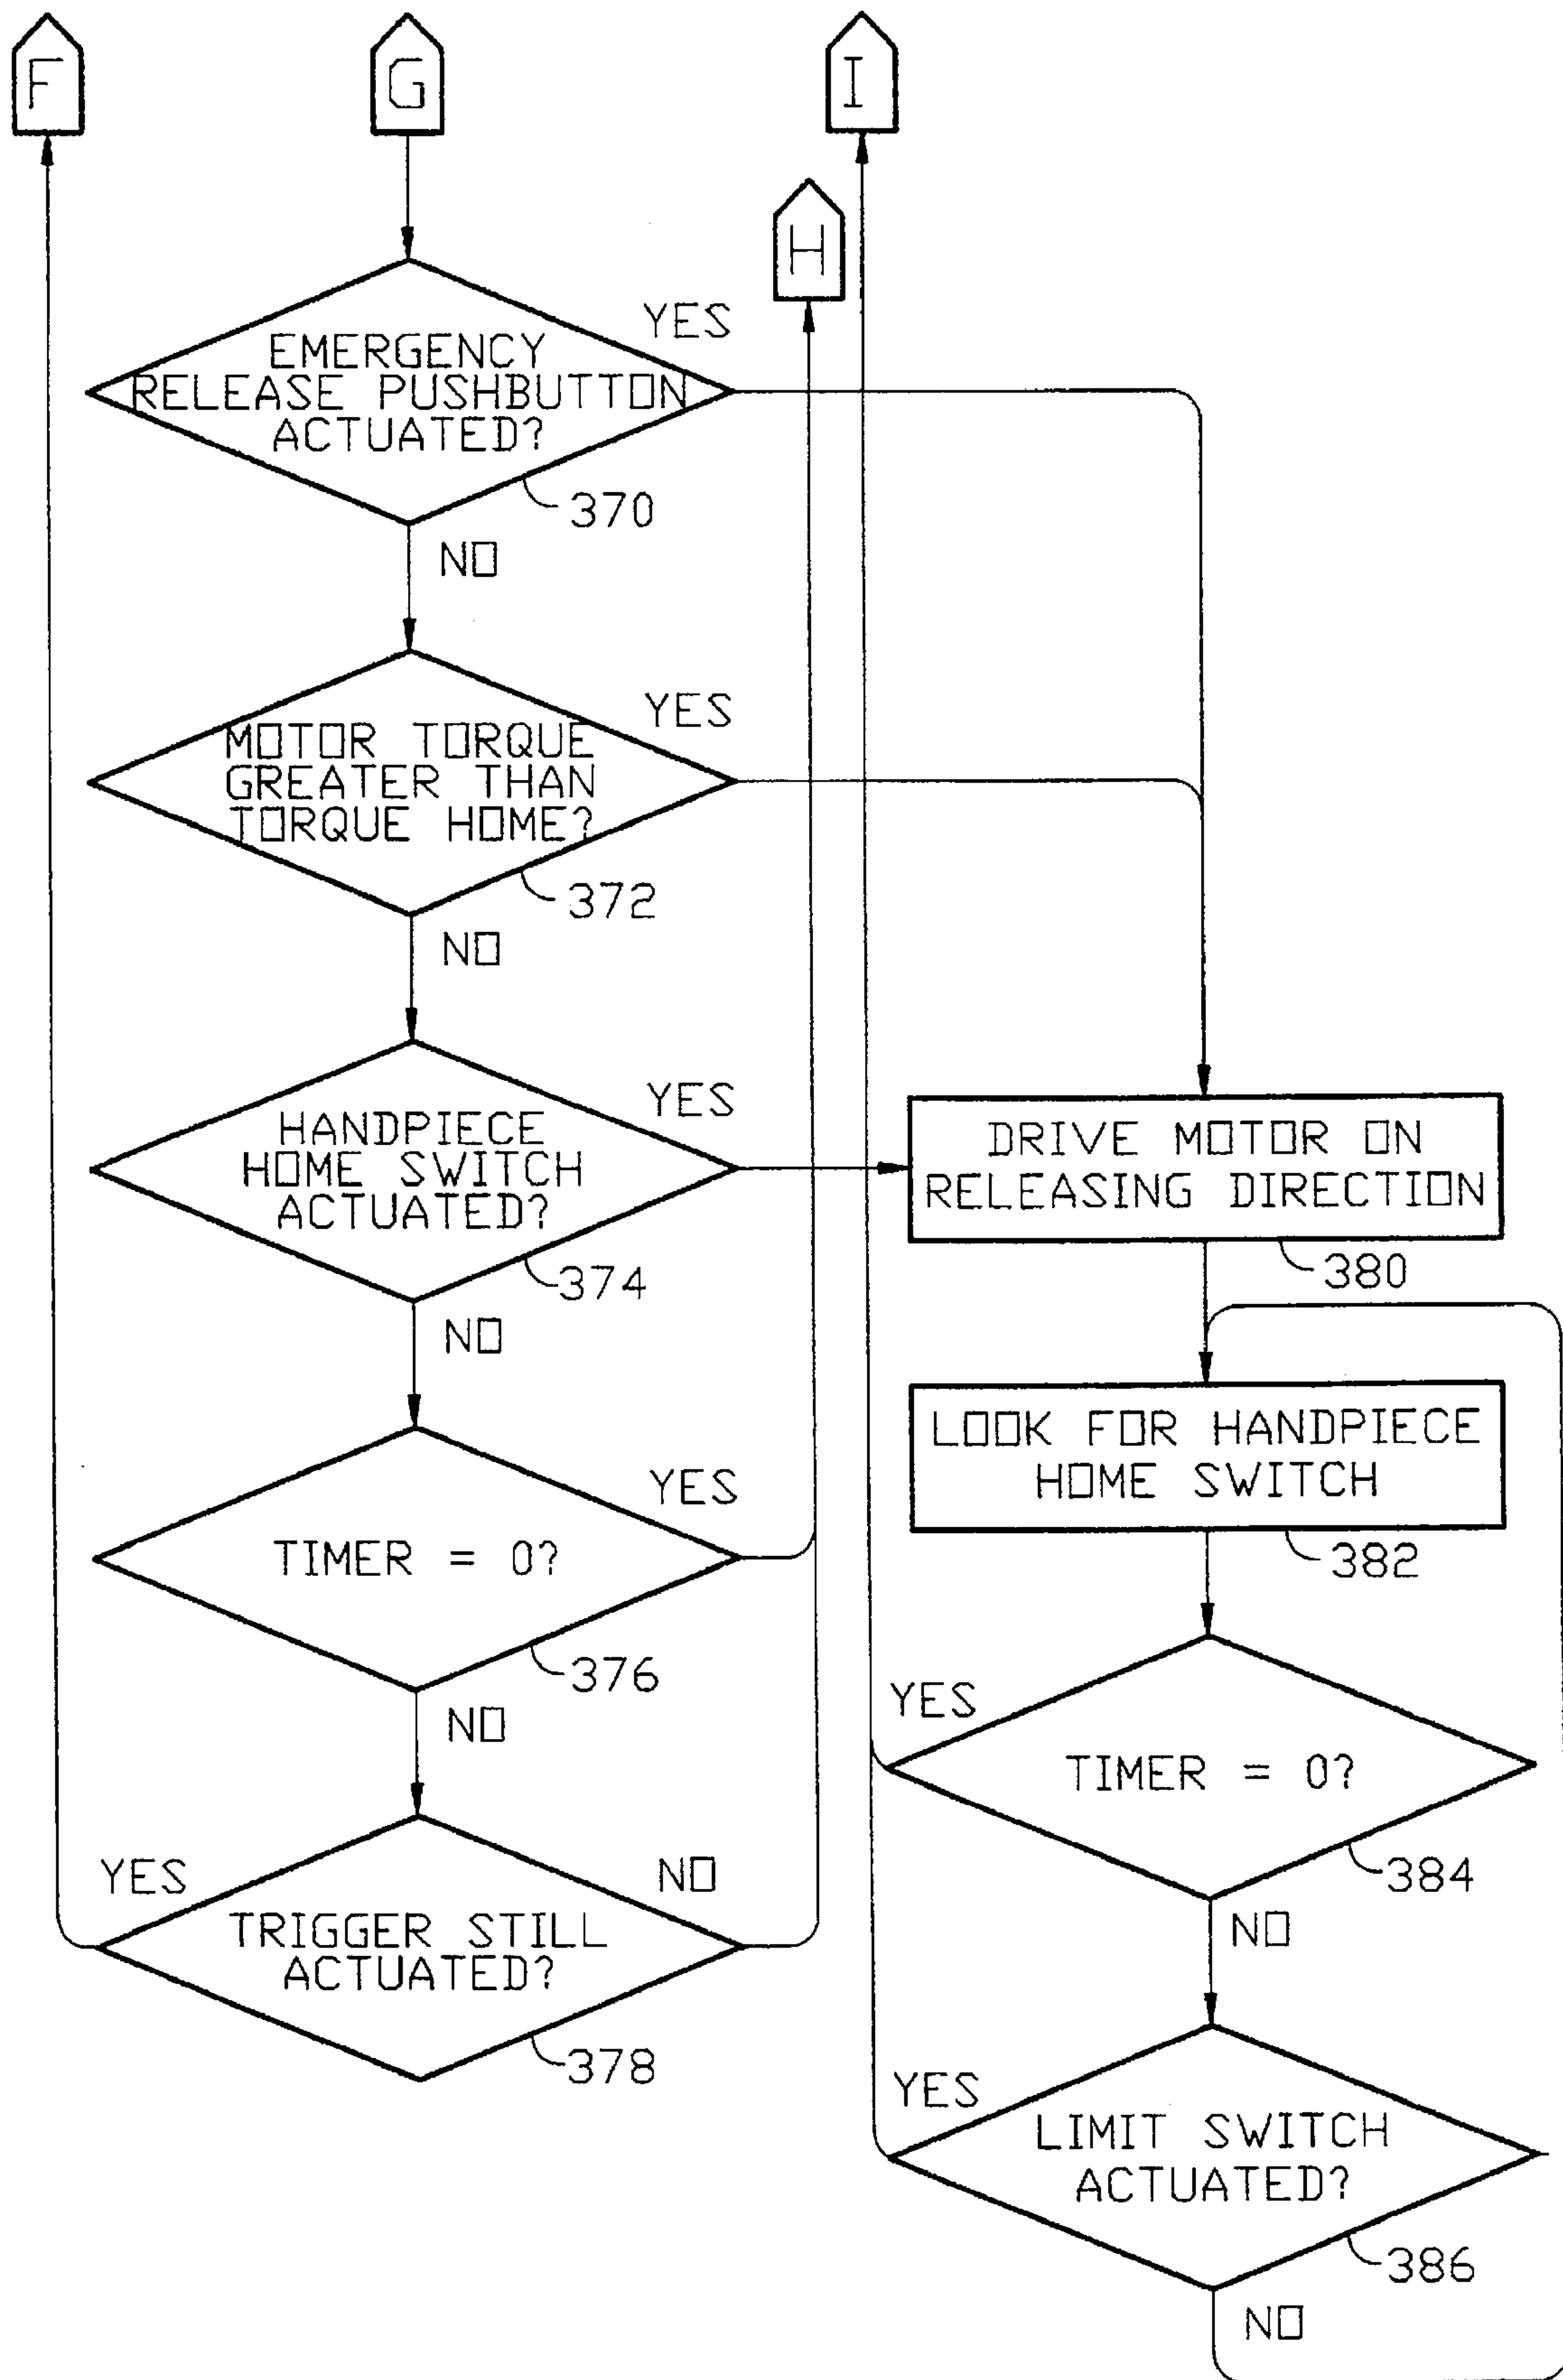 F
G
I
H
EMERGENCY
RELEASE PUSHBUTTON
ACTUATED?
YES
370
NO
MOTOR TORQUE
GREATER THAN
TORQUE HOME?
YES
372
NO
HANDPIECE
HOME SWITCH
ACTUATED?
YES
374
NO
TIMER = 0?
YES
376
NO
TRIGGER STILL
ACTUATED?
YES
NO
378
DRIVE MOTOR ON
RELEASING DIRECTION
380
LOOK FOR HANDPIECE
HOME SWITCH
382
TIMER = 0?
YES
384
NO
LIMIT SWITCH
ACTUATED?
YES
386
NO